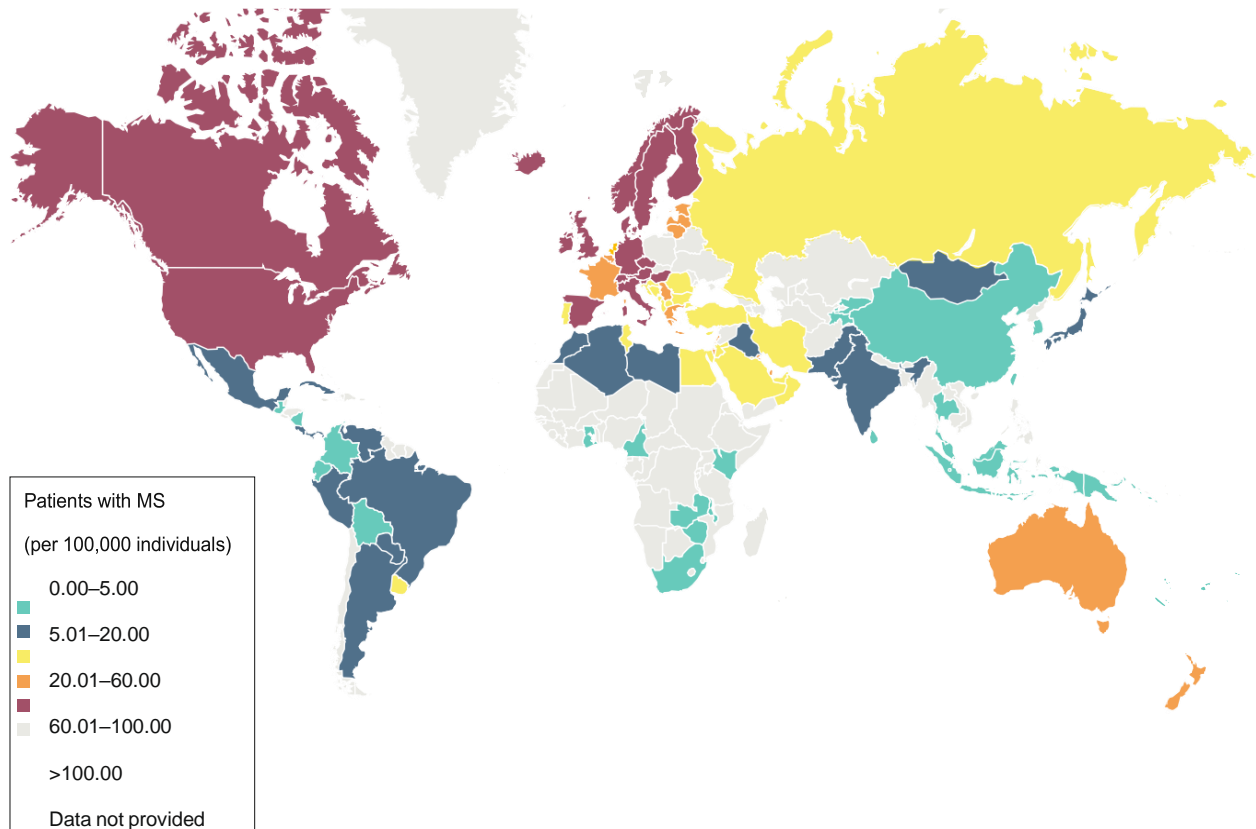 Patients with MS
(per 100,000 individuals)
0.00–5.00
5.01–20.00
20.01–60.00
60.01–100.00
>100.00
Data not provided